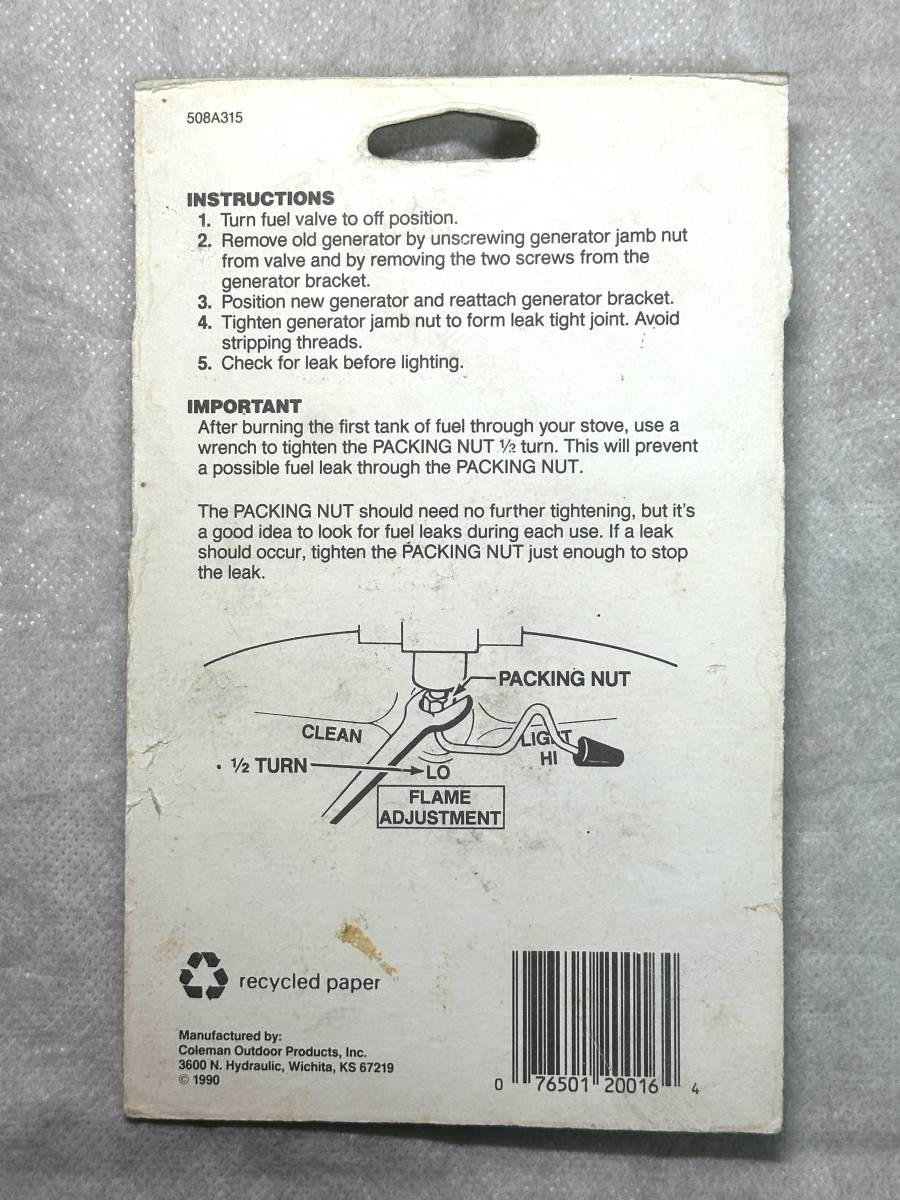 508A315
INSTRUCTIONS
1. Turn fuel valve to off position.
2. Remove old generator by unscrewing generator jamb nut
from valve and by removing the two screws from the
generator bracket.
3. Position new generator and reattach generator bracket.
4. Tighten generator jamb nut to form leak tight joint. Avoid
stripping threads.
5. Check for leak before lighting.
IMPORTANT
After burning the first tank of fuel through your stove, use a
wrench to tighten the PACKING NUT ½ turn. This will prevent
a possible fuel leak through the PACKING NUT.
The PACKING NUT should need no further tightening, but it's
a good idea to look for fuel leaks during each use. If a leak
should occur, tighten the PACKING NUT just enough to stop
the leak.
PACKING NUT
CLEAN
LIGHT
HI
½ TURN
LO
FLAME
ADJUSTMENT
recycled paper
Manufactured by:
Coleman Outdoor Products, Inc.
3600 N. Hydraulic, Wichita, KS 67219
© 1990
0 76501 20016 4